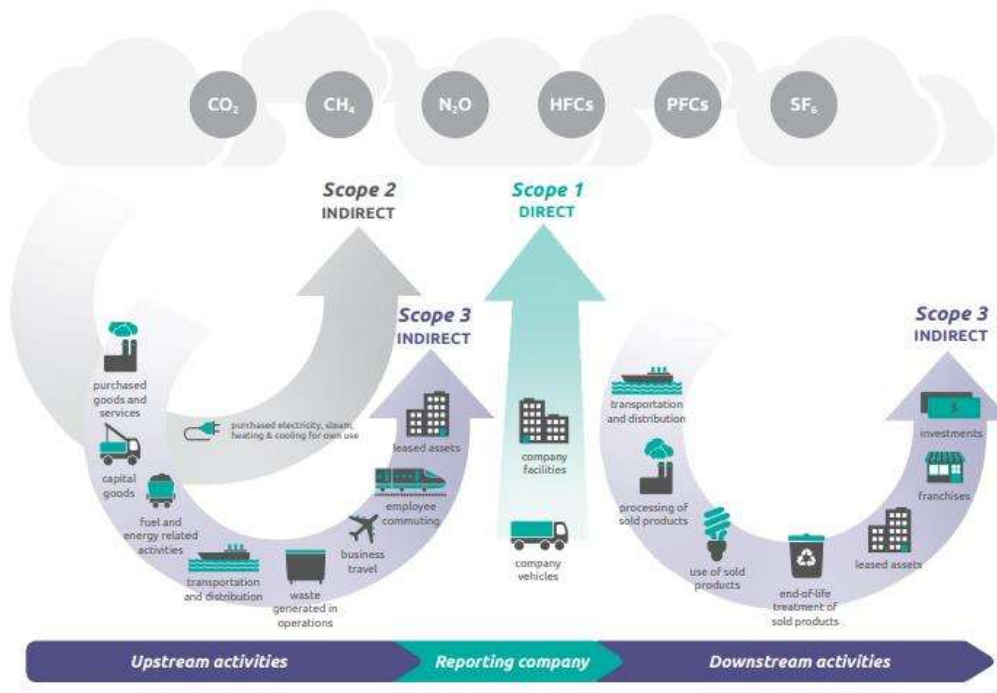 CO₂
CH₄
N₂O
HFCs
PFCs
SF₆
Scope 2
INDIRECT
Scope 1
DIRECT
Scope 3
INDIRECT
Scope 3
INDIRECT
purchased
goods and
services
purchased electricity, steam,
heating & cooling for own use
capital
goods
fuel and
energy related
activities
transportation
and distribution
waste
generated in
operations
business
travel
employee
commuting
leased assets
company
facilities
company
vehicles
transportation
and distribution
processing of
sold products
use of sold
products
end-of-life
treatment of
sold products
leased assets
franchises
$
investments
Upstream activities
Reporting company
Downstream activities